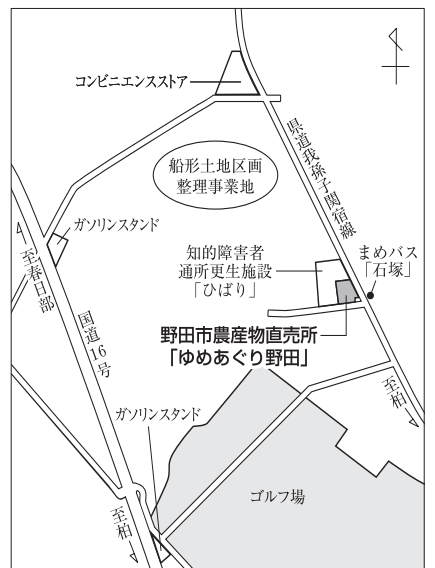 コンビニエンスストア
県道我孫子関宿線
船形土地区画
整理事業地
ガソリンスタンド
至春日部
知的障害者
通所更生施設
「ひばり」
まめバス
「石塚」
国道16号
野田市農産物直売所
「ゆめあぐり野田」
至柏
ガソリンスタンド
ゴルフ場
至柏